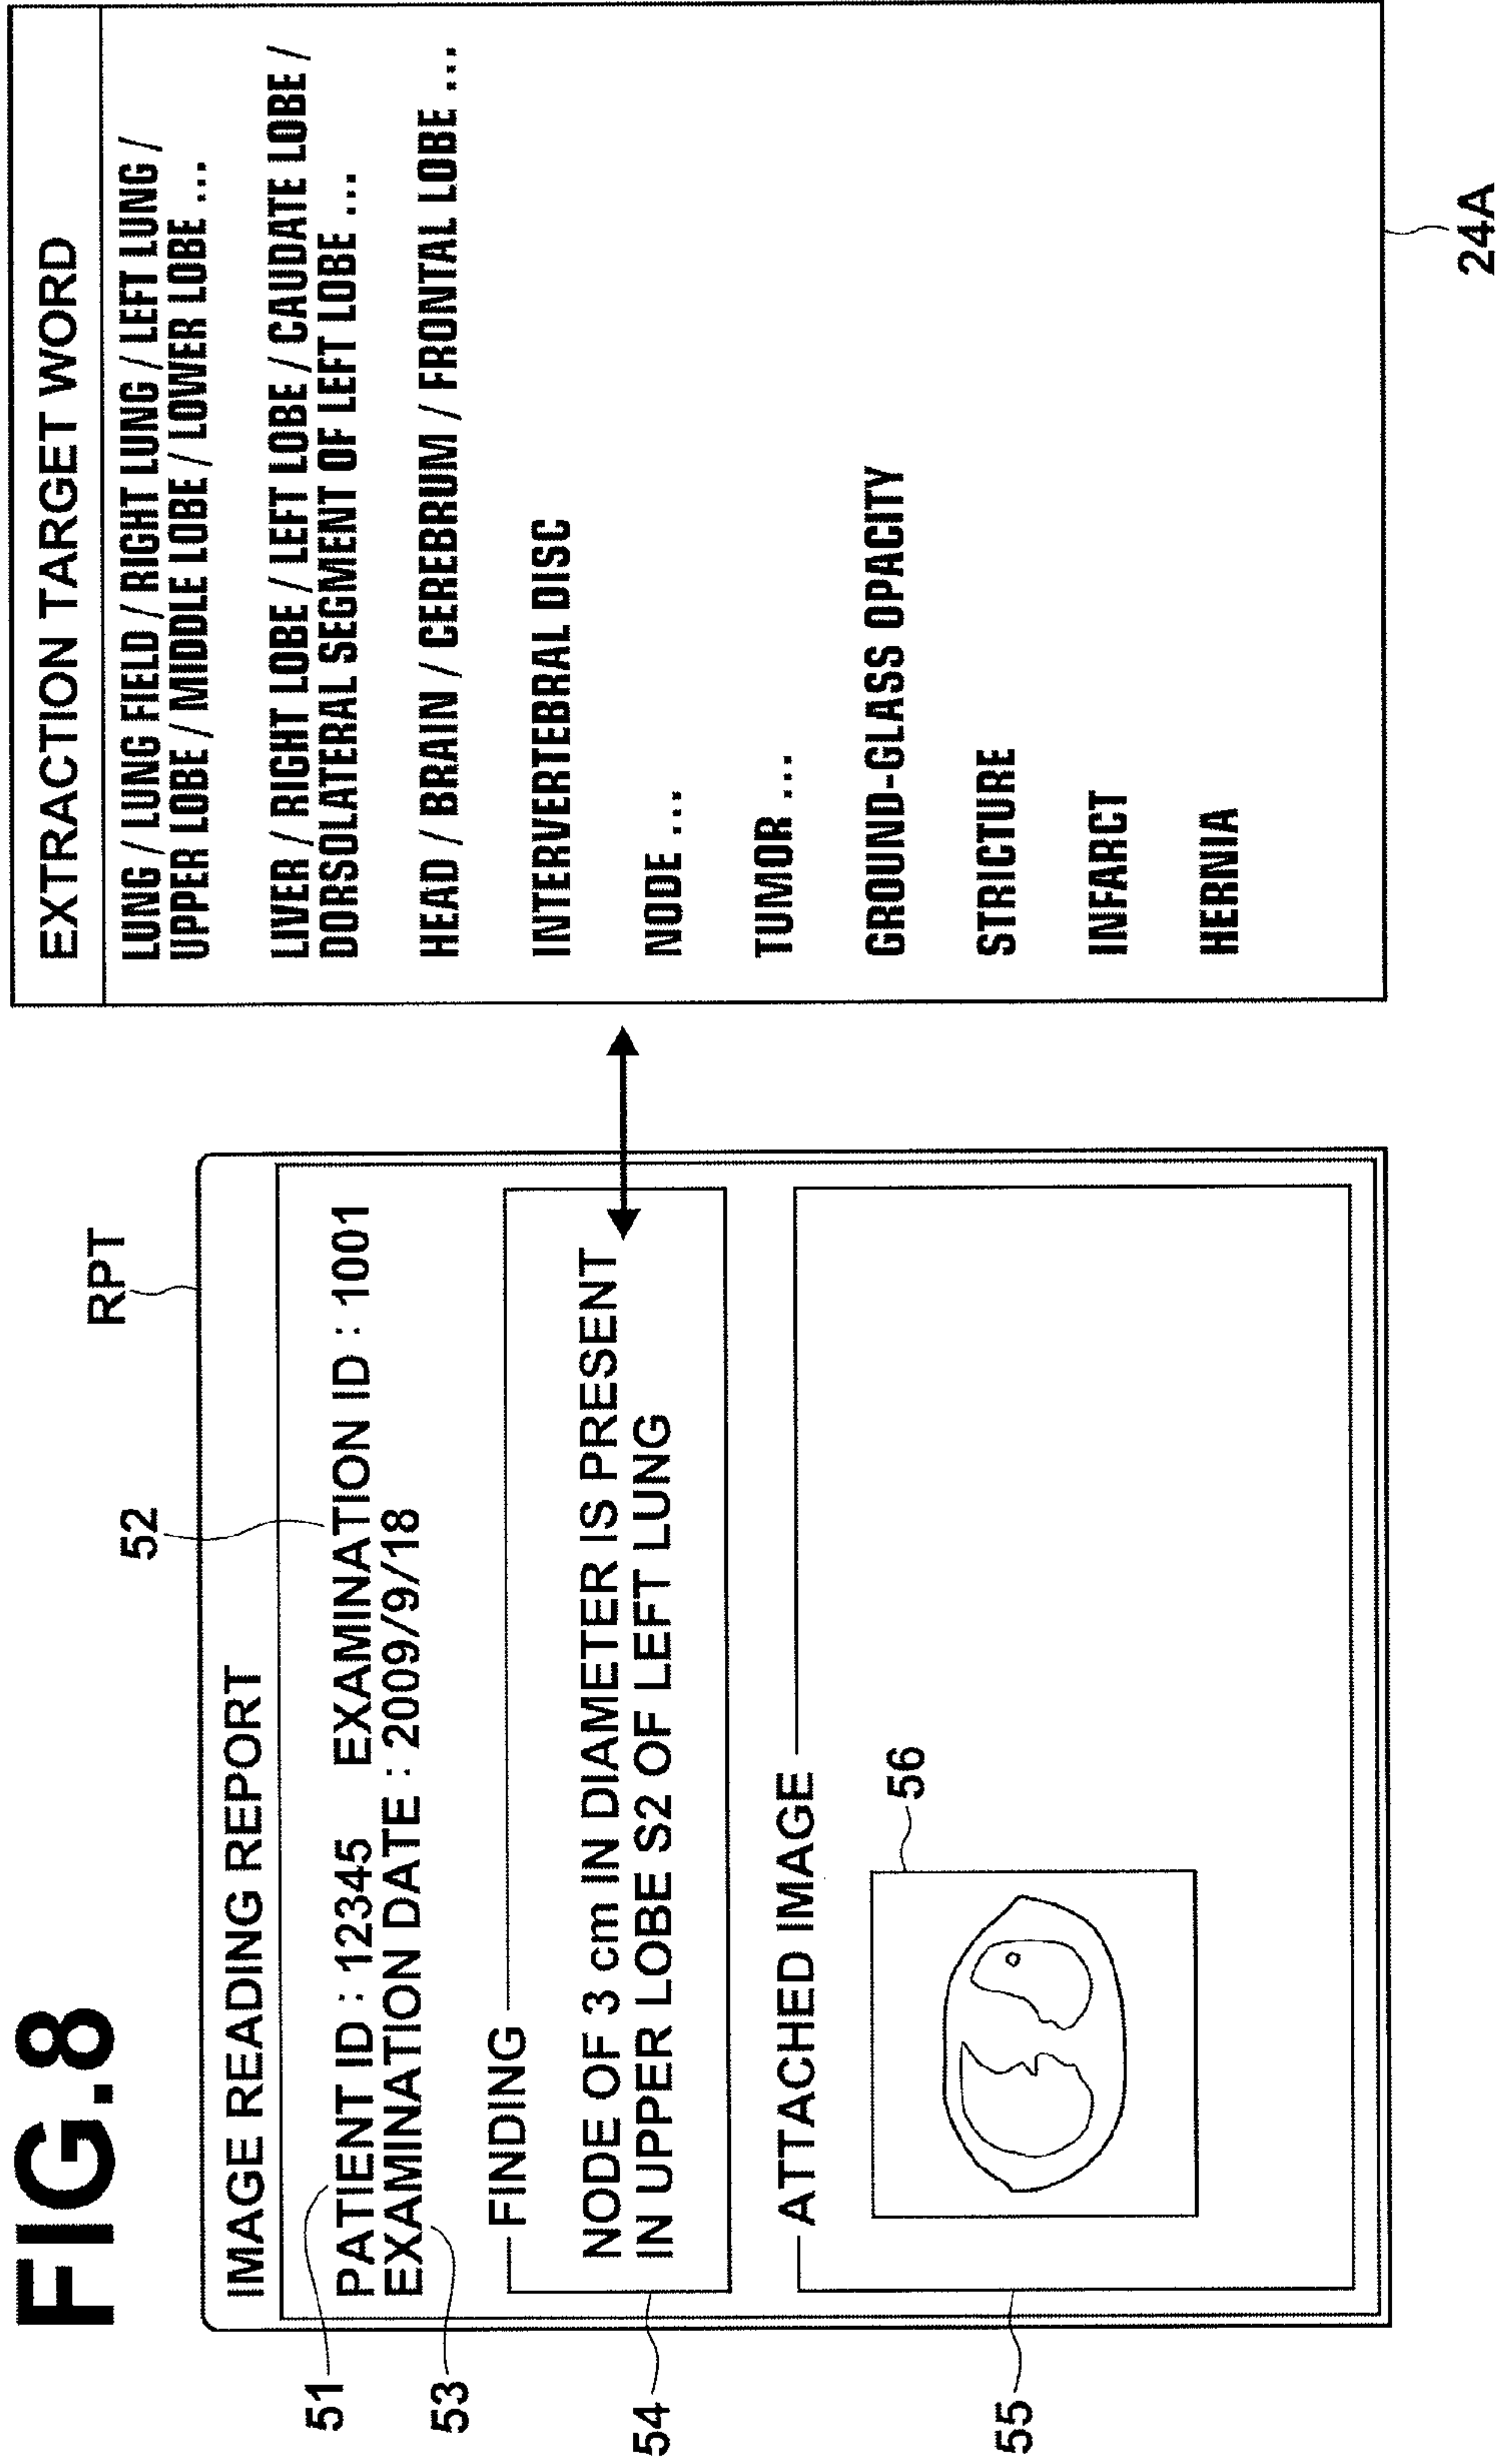 FIG.8
RPT
52
IMAGE READING REPORT
51
PATIENT ID : 12345 EXAMINATION ID : 1001
EXAMINATION DATE : 2009/9/18
53
FINDING
NODE OF 3 cm IN DIAMETER IS PRESENT
IN UPPER LOBE S2 OF LEFT LUNG
54
ATTACHED IMAGE
56
55
EXTRACTION TARGET WORD
LUNG / LUNG FIELD / RIGHT LUNG / LEFT LUNG /
UPPER LOBE / MIDDLE LOBE / LOWER LOBE ...
LIVER / RIGHT LOBE / LEFT LOBE / CAUDATE LOBE /
DORSOLATERAL SEGMENT OF LEFT LOBE ...
HEAD / BRAIN / CEREBRUM / FRONTAL LOBE ...
INTERVERTEBRAL DISC
NODE ...
TUMOR ...
GROUND-GLASS OPACITY
STRICTURE
INFARCT
HERNIA
24A